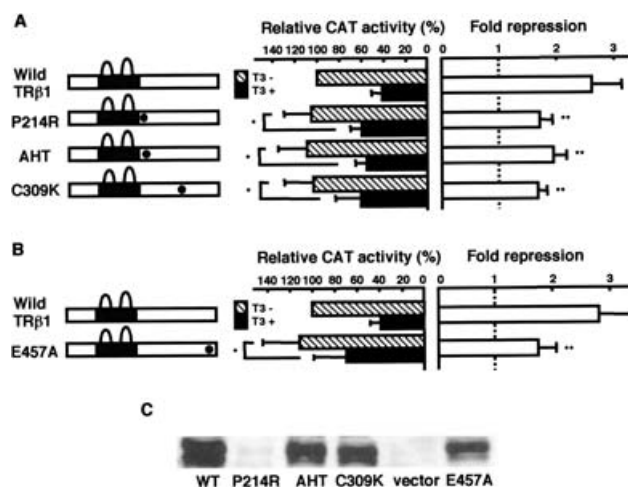 A
Relative CAT activity (%)
Fold repression
140 120 100 80 60 40 20 0
0 1 2 3
Wild
TRβ1
T3 -
T3 +
P214R
*
**
AHT
*
**
C309K
*
**
B
Relative CAT activity (%)
Fold repression
140 120 100 80 60 40 20 0
0 1 2 3
Wild
TRβ1
T3 -
T3 +
E457A
*
**
C
WT P214R AHT C309K vector E457A